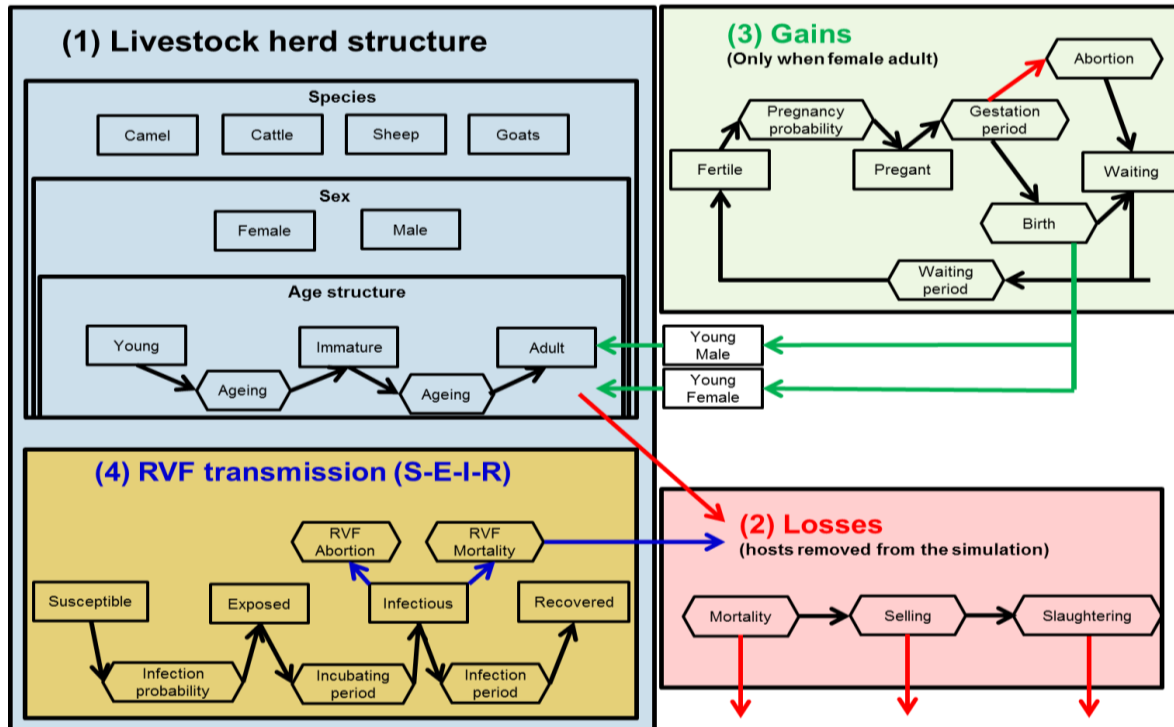 (1) Livestock herd structure
Species
Camel
Cattle
Sheep
Goats
Sex
Female
Male
Age structure
Young
Immature
Adult
Ageing
Ageing
(3) Gains
(Only when female adult)
Abortion
Pregnancy
probability
Gestation
period
Fertile
Pregant
Waiting
Birth
Waiting
period
Young
Male
Young
Female
(4) RVF transmission (S-E-I-R)
RVF
Abortion
RVF
Mortality
Susceptible
Exposed
Infectious
Recovered
Infection
probability
Incubating
period
Infection
period
(2) Losses
(hosts removed from the simulation)
Mortality
Selling
Slaughtering